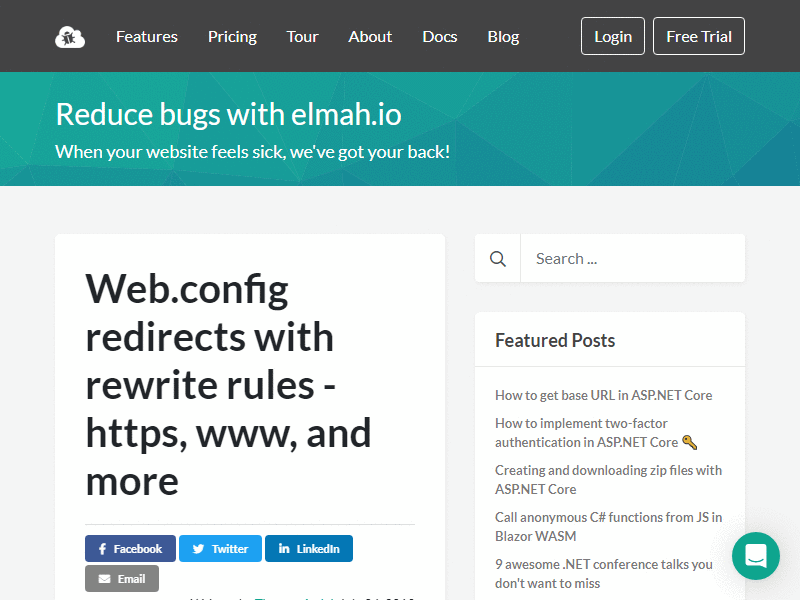 Features Pricing Tour About Docs Blog Login Free Trial
Reduce bugs with elmah.io
When your website feels sick, we've got your back!
Web.config
redirects with
rewrite rules -
https, www, and
more
Facebook Twitter LinkedIn
Email
Search ...
Featured Posts
How to get base URL in ASP.NET Core
How to implement two-factor
authentication in ASP.NET Core
Creating and downloading zip files with
ASP.NET Core
Call anonymous C# functions from JS in
Blazor WASM
9 awesome .NET conference talks you
don't want to miss